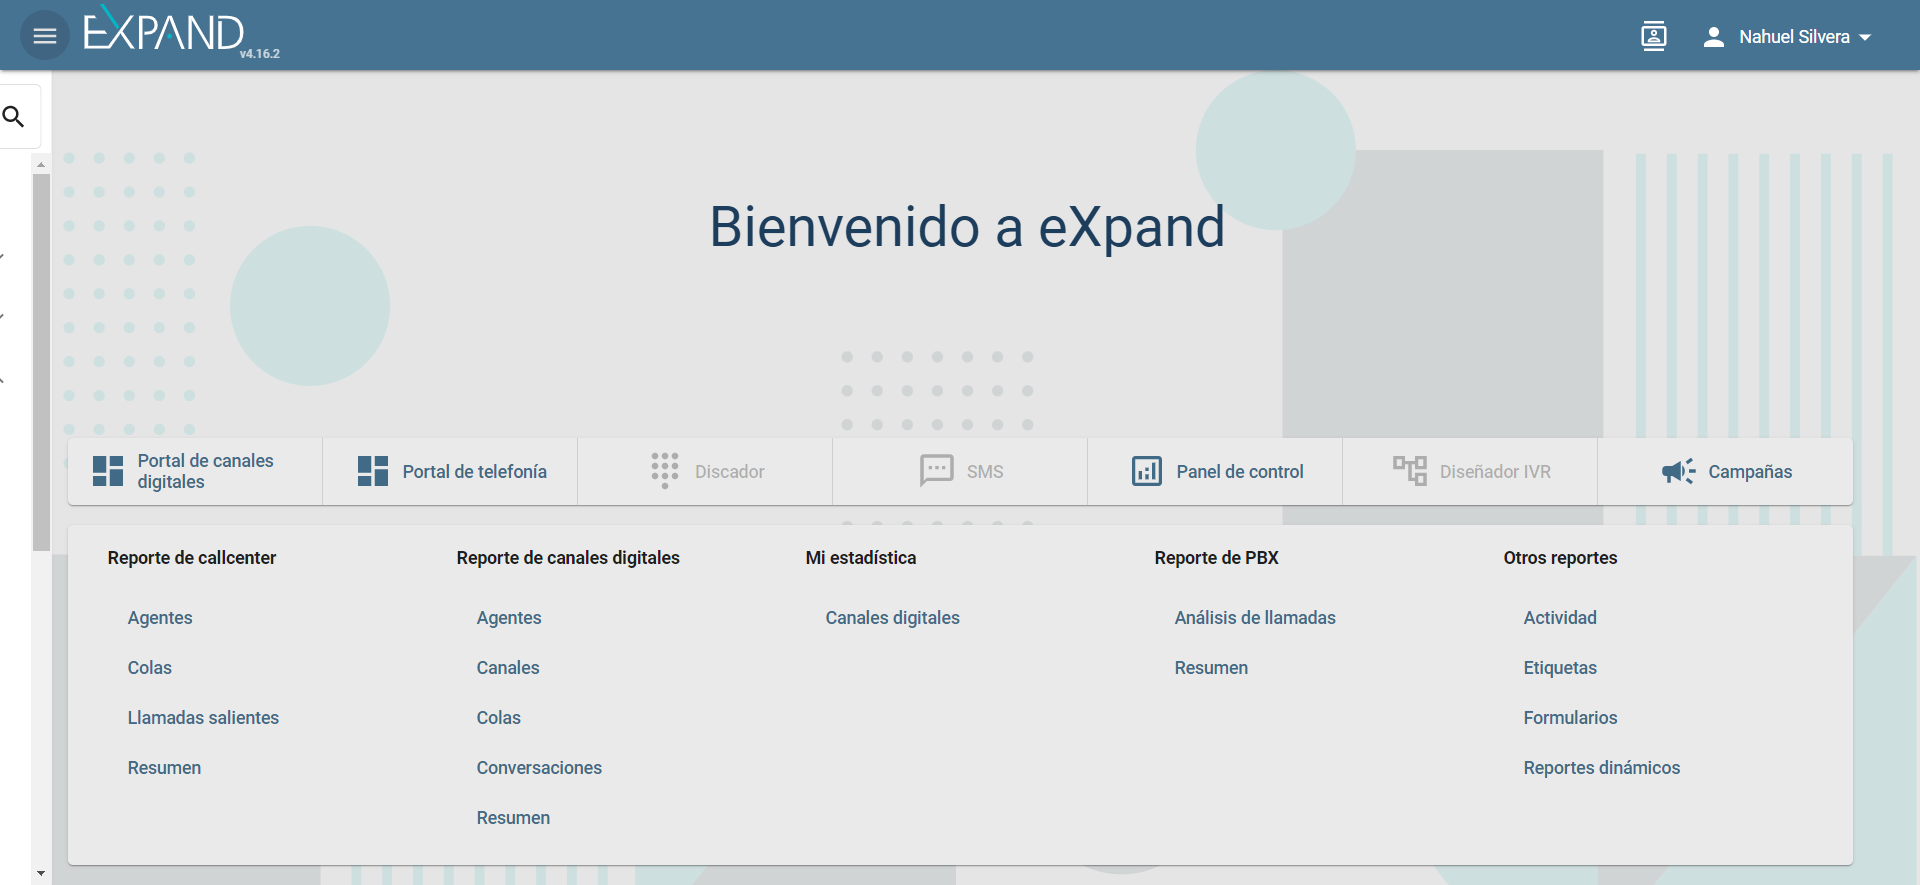 EXPAND
v4.16.2
Nahuel Silvera
Bienvenido a eXpand
Portal de canales
digitales
Portal de telefonía
Discador
SMS
Panel de control
Diseñador IVR
Campañas
Reporte de callcenter
Agentes
Colas
Llamadas salientes
Resumen
Reporte de canales digitales
Agentes
Canales
Colas
Conversaciones
Resumen
Mi estadística
Canales digitales
Reporte de PBX
Análisis de llamadas
Resumen
Otros reportes
Actividad
Etiquetas
Formularios
Reportes dinámicos